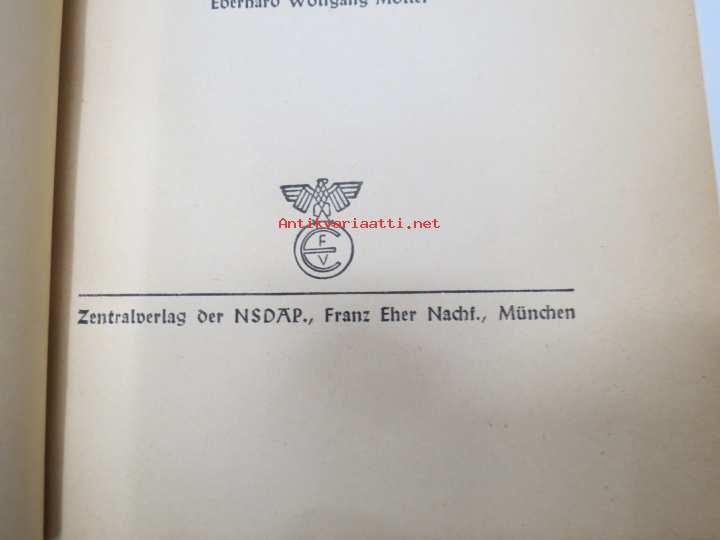 Eberhard Wolfgang Möller
Antikvariaatti.net
E F V
Zentralverlag der NSDAP., Franz Eher Nachf., München